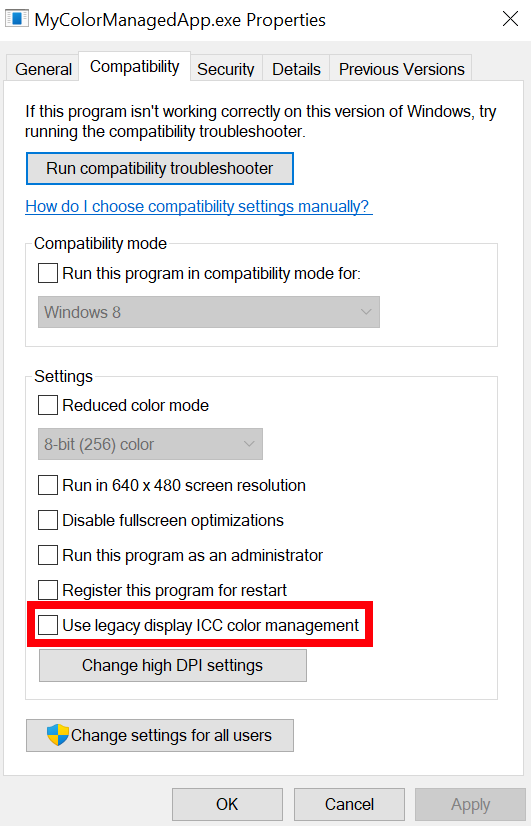 MyColorManagedApp.exe Properties
General Compatibility Security Details Previous Versions
If this program isn't working correctly on this version of Windows, try
running the compatibility troubleshooter.
Run compatibility troubleshooter
How do I choose compatibility settings manually?
Compatibility mode
Run this program in compatibility mode for:
Windows 8
Settings
Reduced color mode
8-bit (256) color
Run in 640 x 480 screen resolution
Disable fullscreen optimizations
Run this program as an administrator
Register this program for restart
Use legacy display ICC color management
Change high DPI settings
Change settings for all users
OK Cancel Apply